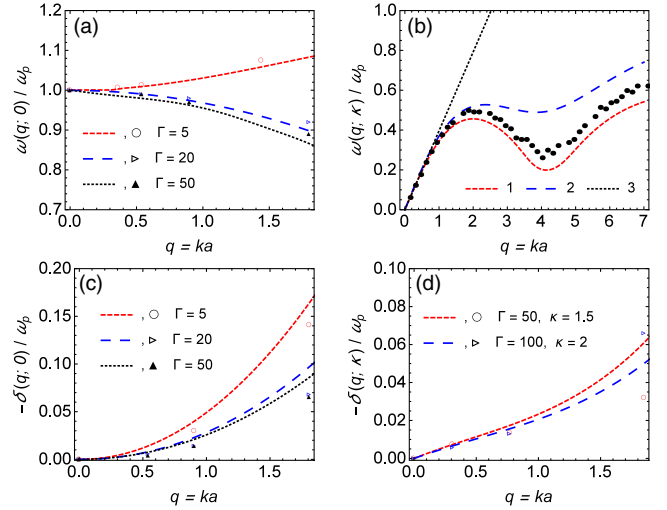 (a)
ω(q; 0) / ω_p
1.2
1.1
1.0
0.9
0.8
0.7
, ○ Γ = 5
, ▹ Γ = 20
, ▲ Γ = 50
0.0 0.5 1.0 1.5
q = ka
(b)
ω(q; κ) / ω_p
1.0
0.8
0.6
0.4
0.2
0.0
1 2 3
0 1 2 3 4 5 6 7
q = ka
(c)
-δ(q; 0) / ω_p
0.20
0.15
0.10
0.05
0.00
, ○ Γ = 5
, ▹ Γ = 20
, ▲ Γ = 50
0.0 0.5 1.0 1.5
q = ka
(d)
-δ(q; κ) / ω_p
0.10
0.08
0.06
0.04
0.02
0.00
, ○ Γ = 50, κ = 1.5
, ▹ Γ = 100, κ = 2
0.0 0.5 1.0 1.5
q = ka